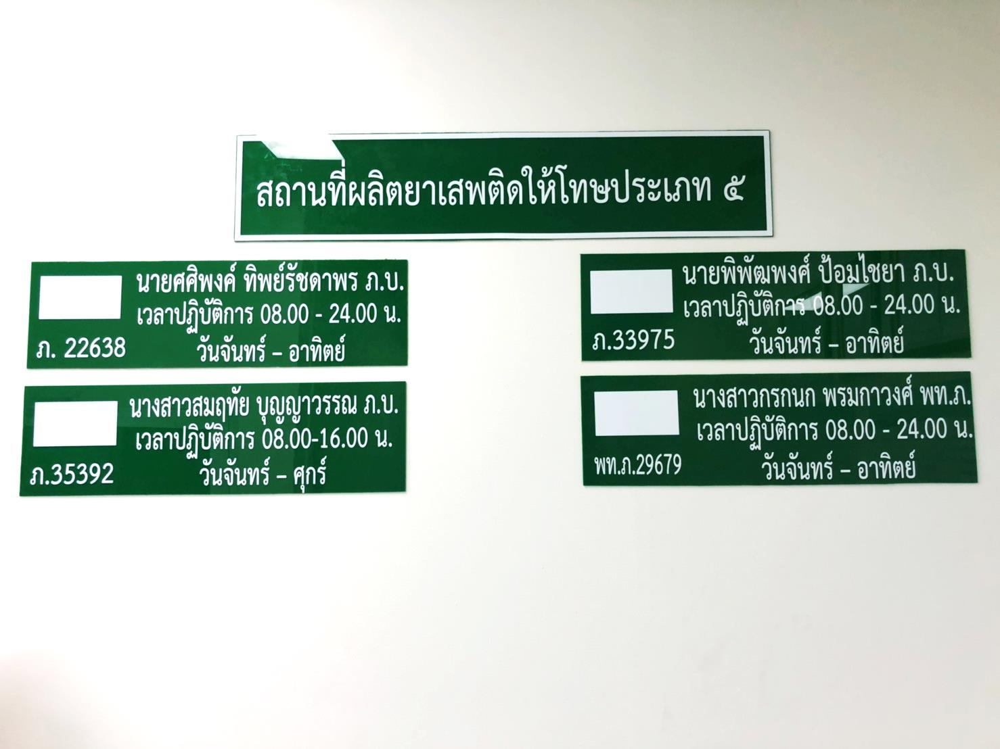 สถานที่ผลิตยาเสพติดให้โทษประเภท ๕
นายศศิพงค์ ทิพย์รัชดาพร ภ.บ.
เวลาปฏิบัติการ 08.00 - 24.00 น.
ภ. 22638
วันจันทร์ – อาทิตย์
นายพิพัฒพงศ์ ป้อมไชยา ภ.บ.
เวลาปฏิบัติการ 08.00 - 24.00 น.
ภ.33975
วันจันทร์ – อาทิตย์
นางสาวสมฤทัย บุญญาวรรณ ภ.บ.
เวลาปฏิบัติการ 08.00-16.00 น.
ภ.35392
วันจันทร์ – ศุกร์
นางสาวกรกนก พรมกาวงศ์ พท.ภ.
เวลาปฏิบัติการ 08.00 - 24.00 น.
พท.ภ.29679
วันจันทร์ – อาทิตย์